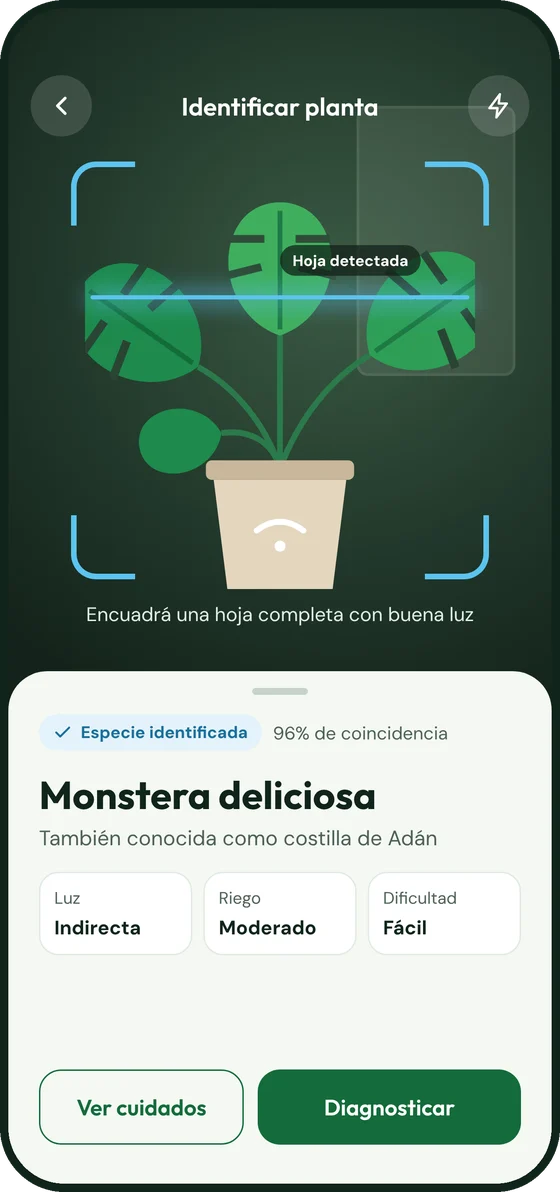 Identificar planta
Hoja detectada
Encuadrá una hoja completa con buena luz
Especie identificada
96% de coincidencia
Monstera deliciosa
También conocida como costilla de Adán
Luz
Indirecta
Riego
Moderado
Dificultad
Fácil
Ver cuidados
Diagnosticar